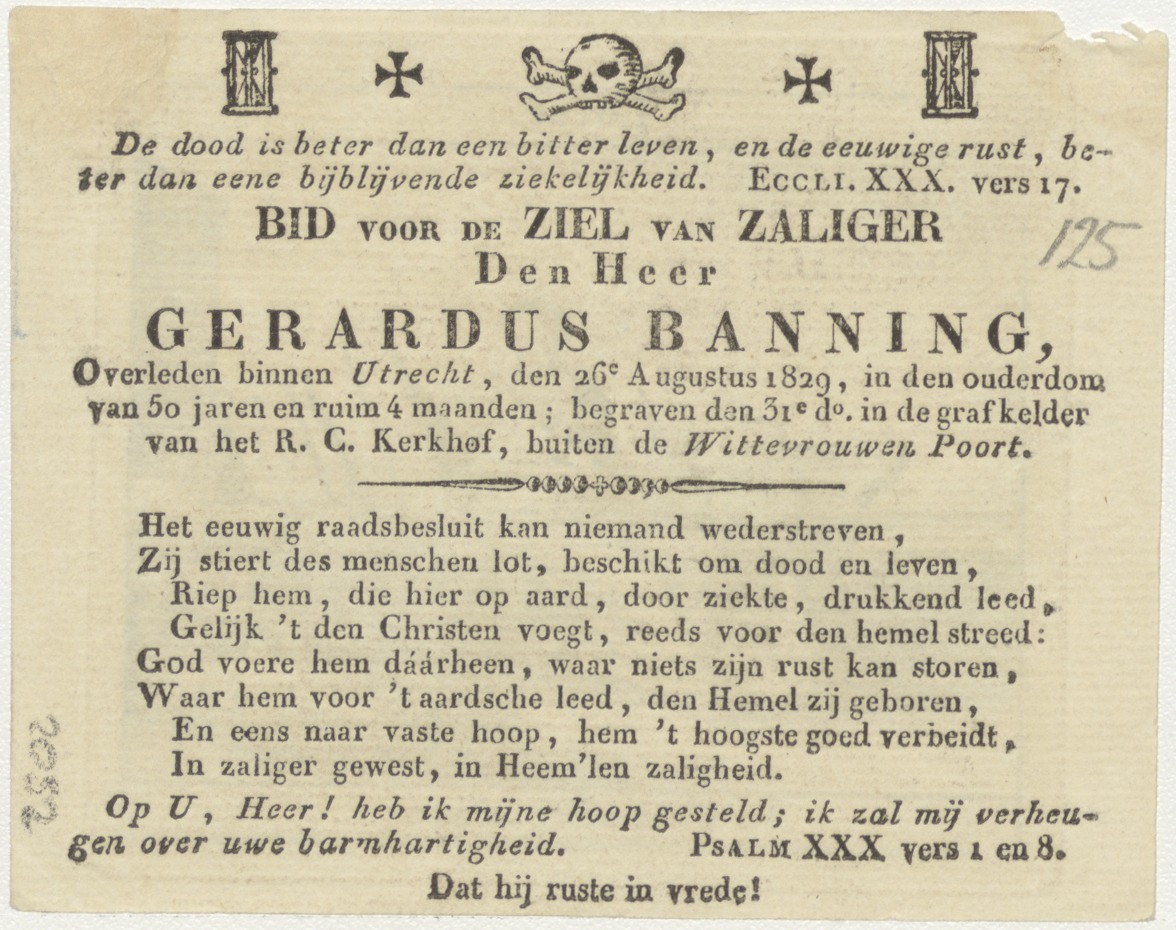 De dood is beter dan een bitter leven, en de eeuwige rust, be-
ter dan eene bijblijvende ziekelijkheid. ECCLI. XXX. vers 17.
BID VOOR DE ZIEL VAN ZALIGER
125
Den Heer
GERARDUS BANNING,
Overleden binnen Utrecht, den 26e Augustus 1829, in den ouderdom
van 50 jaren en ruim 4 maanden; begraven den 31e do. in de grafkelder
van het R. C. Kerkhof, buiten de Wittevrouwen Poort.
Het eeuwig raadsbesluit kan niemand wederstreven,
Zij stiert des menschen lot, beschikt om dood en leven,
Riep hem, die hier op aard, door ziekte, drukkend leed,
Gelijk 't den Christen voegt, reeds voor den hemel streed:
God voere hem dáárheen, waar niets zijn rust kan storen,
Waar hem voor 't aardsche leed, den Hemel zij geboren,
En eens naar vaste hoop, hem 't hoogste goed verbeidt,
In zaliger gewest, in Heem'len zaligheid.
Op U, Heer! heb ik mijne hoop gesteld; ik zal mij verheu-
gen over uwe barmhartigheid. PSALM XXX vers 1 en 8.
Dat hij ruste in vrede!